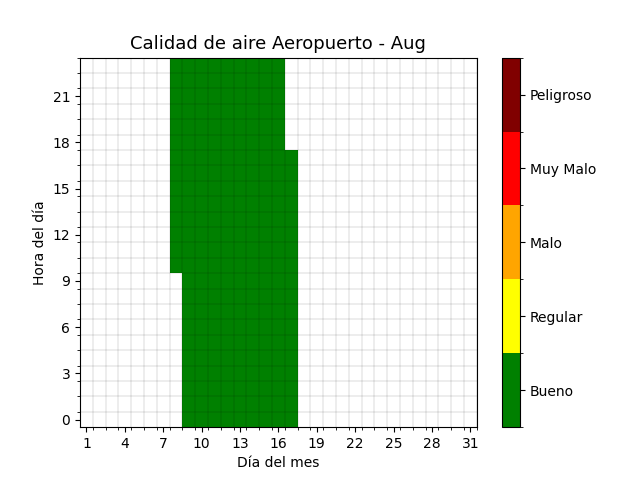 Calidad de aire Aeropuerto - Aug
Hora del día
21
18
15
12
9
6
3
0
1 4 7 10 13 16 19 22 25 28 31
Día del mes
Peligroso
Muy Malo
Malo
Regular
Bueno